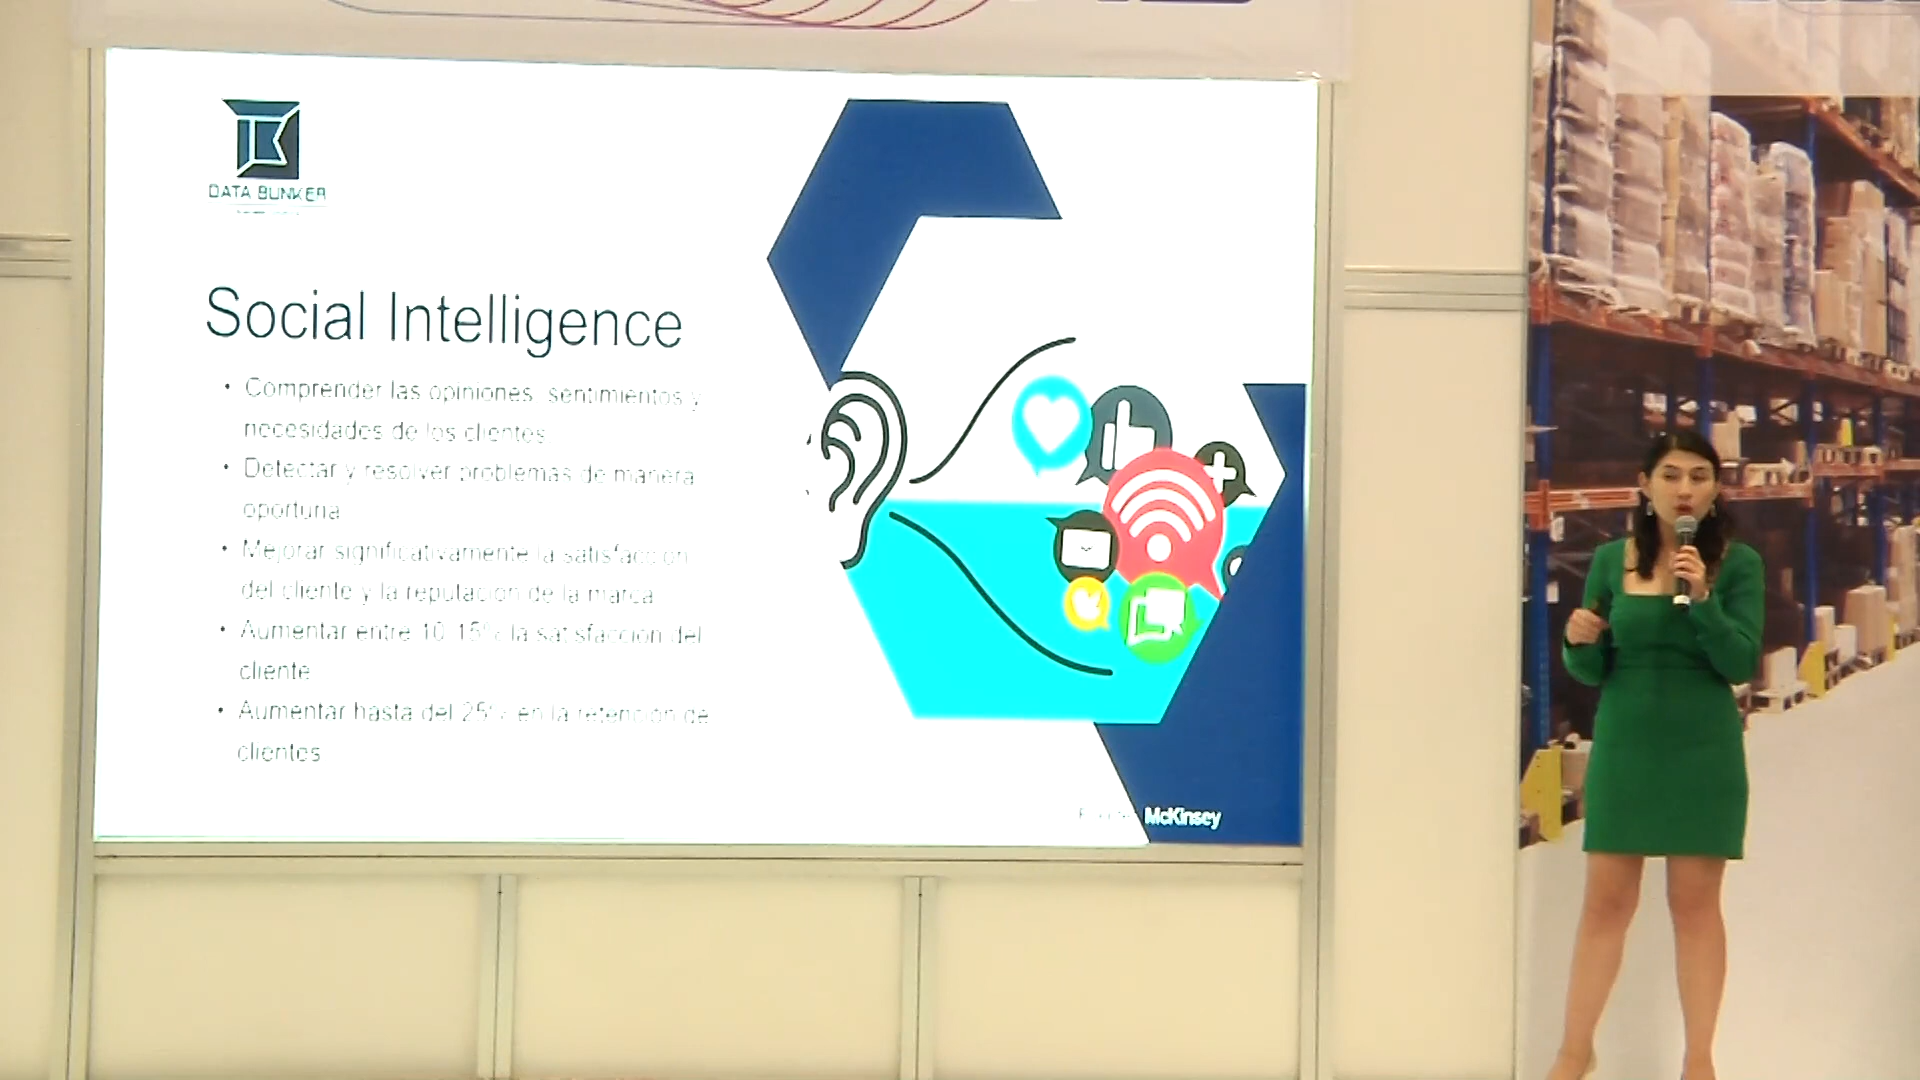 DATA BUNKER
Social Intelligence
• Comprender las opiniones, sentimientos y
necesidades de los clientes
• Detectar y resolver problemas de manera
oportuna
• Mejorar significativamente la satisfacción
del cliente y la reputación de la marca
• Aumentar entre 10-15% la satisfacción del
cliente
• Aumentar hasta del 25% en la retención de
clientes
McKinsey